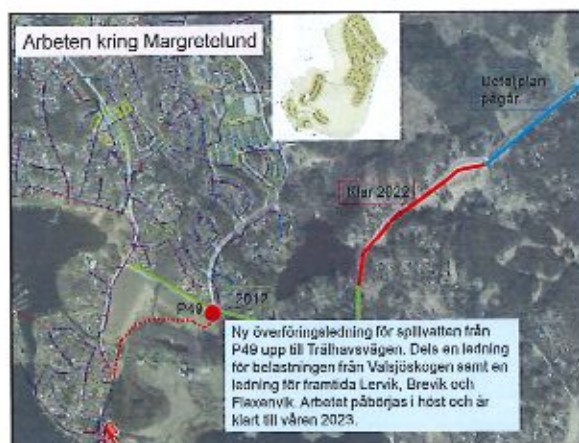 Arbeten kring Margretelund
Detaljplan
pågår
Klar 2022
P49
2012
Ny överföringsledning för spillvatten från
P49 upp till Trälhavsvägen. Dels en ledning
för belastningen från Valsjöskogen samt en
ledning för framtida Lervik, Brevik och
Flaxenvik. Arbetet påbörjas i höst och är
klart till våren 2023.